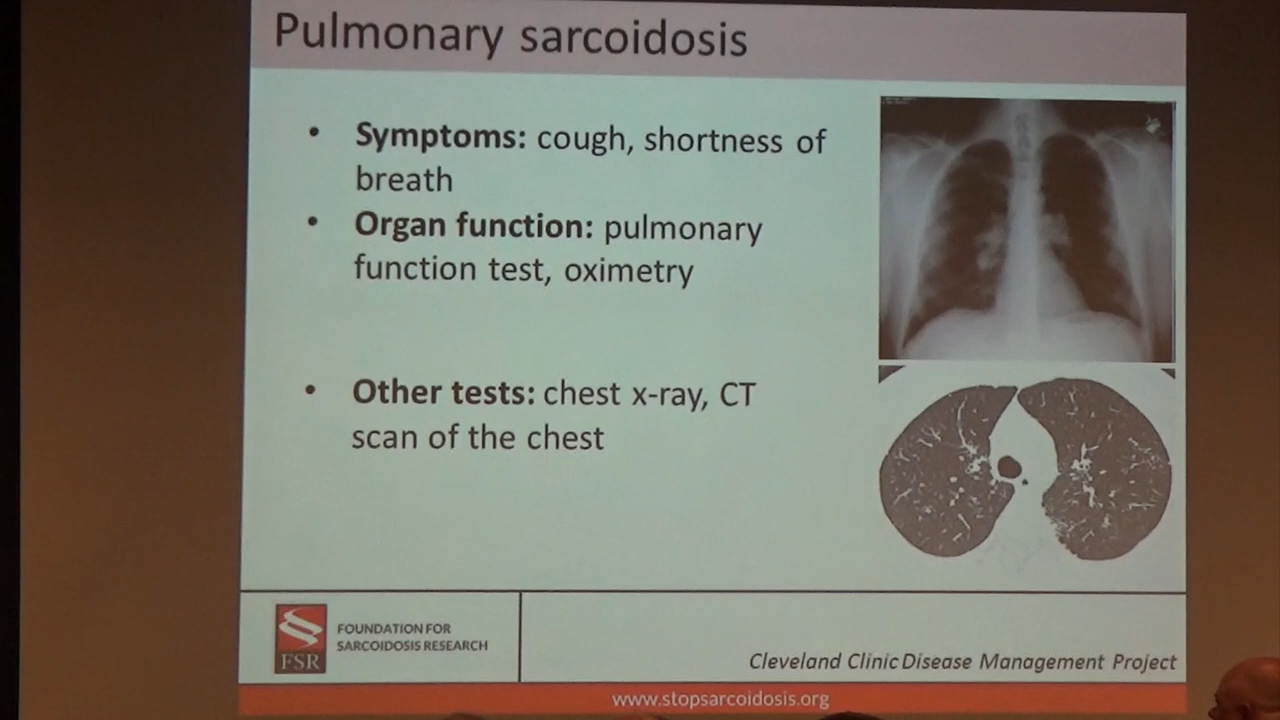 Pulmonary sarcoidosis
• Symptoms: cough, shortness of
breath
• Organ function: pulmonary
function test, oximetry
• Other tests: chest x-ray, CT
scan of the chest
FSR
FOUNDATION FOR
SARCOIDOSIS RESEARCH
Cleveland Clinic Disease Management Project
www.stopsarcoidosis.org